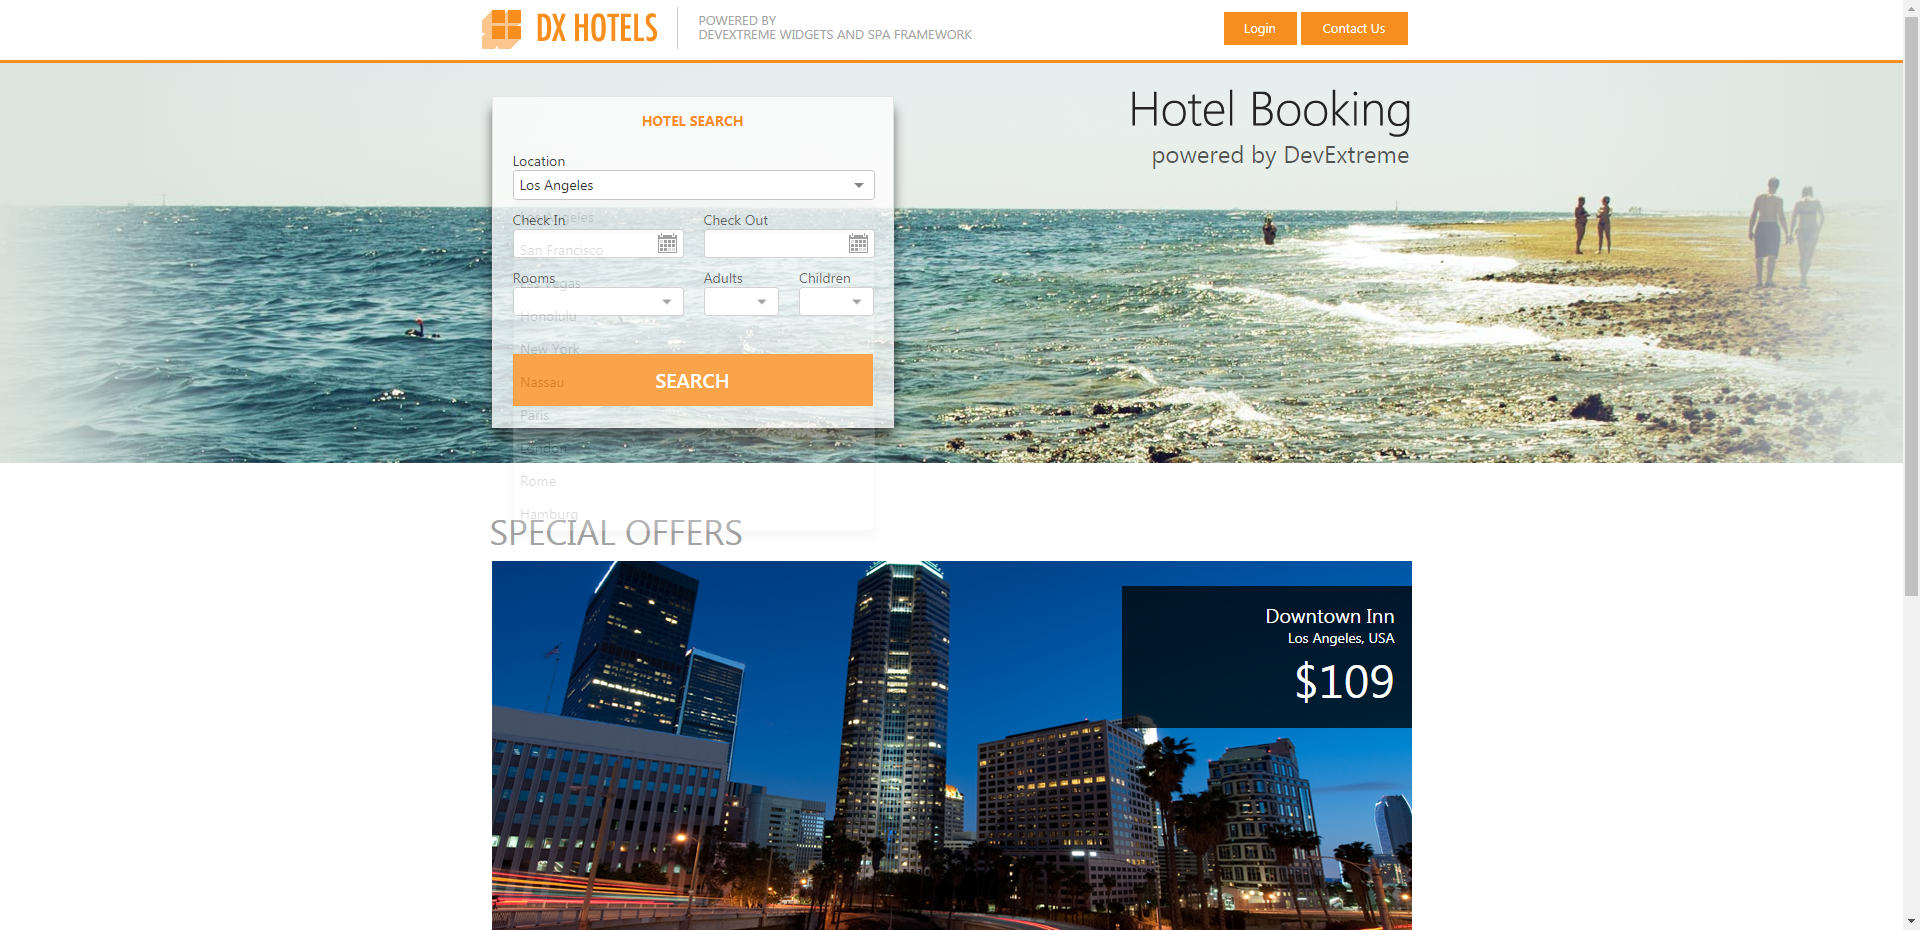 DX HOTELS
POWERED BY
DEVEXTREME WIDGETS AND SPA FRAMEWORK
Login
Contact Us
Hotel Booking
powered by DevExtreme
HOTEL SEARCH
Location
Los Angeles
Los Angeles
Check In
Check Out
San Francisco
Rooms
Adults
Children
Las Vegas
Honolulu
New York
Nassau
SEARCH
Paris
London
Rome
Hamburg
SPECIAL OFFERS
Downtown Inn
Los Angeles, USA
$109